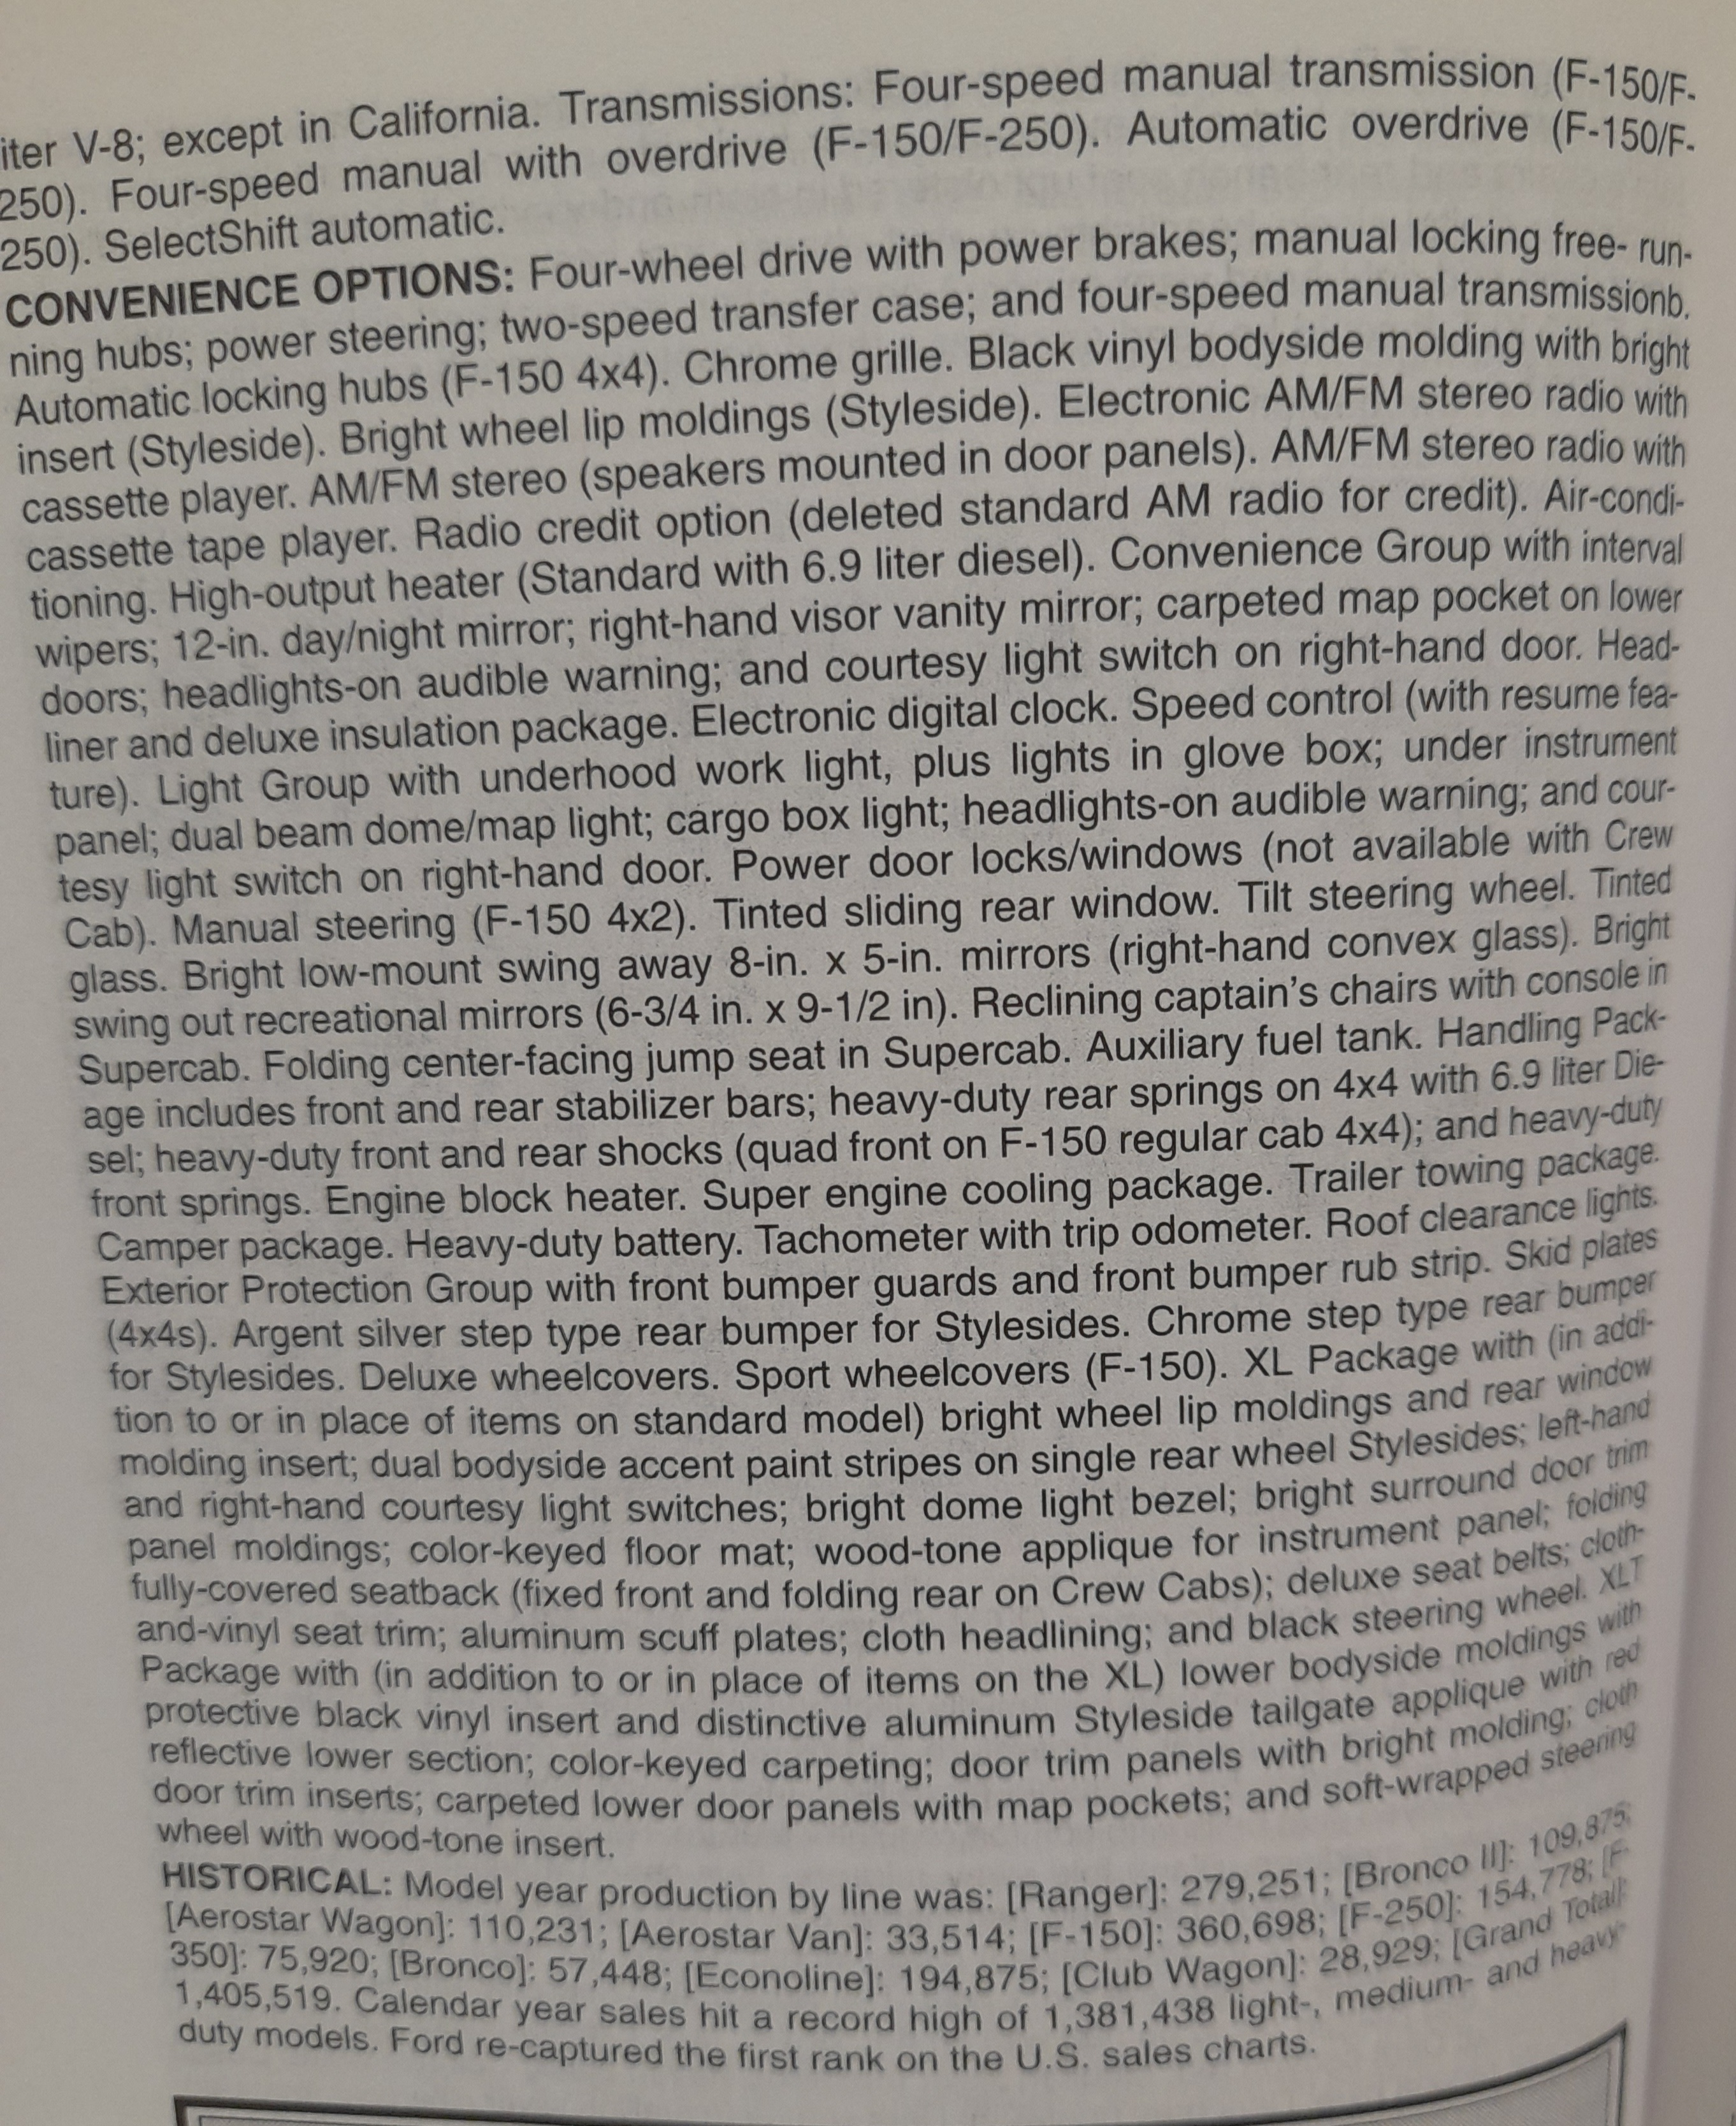 iter V-8; except in California. Transmissions: Four-speed manual transmission (F-150/F-
250). Four-speed manual with overdrive (F-150/F-250). Automatic overdrive (F-150/F-
250). SelectShift automatic.
CONVENIENCE OPTIONS: Four-wheel drive with power brakes; manual locking free- run-
ning hubs; power steering; two-speed transfer case; and four-speed manual transmissionb.
Automatic locking hubs (F-150 4x4). Chrome grille. Black vinyl bodyside molding with bright
insert (Styleside). Bright wheel lip moldings (Styleside). Electronic AM/FM stereo radio with
cassette player. AM/FM stereo (speakers mounted in door panels). AM/FM stereo radio with
cassette tape player. Radio credit option (deleted standard AM radio for credit). Air-condi-
tioning. High-output heater (Standard with 6.9 liter diesel). Convenience Group with interval
wipers; 12-in. day/night mirror; right-hand visor vanity mirror; carpeted map pocket on lower
doors; headlights-on audible warning; and courtesy light switch on right-hand door. Head-
liner and deluxe insulation package. Electronic digital clock. Speed control (with resume fea-
ture). Light Group with underhood work light, plus lights in glove box; under instrument
panel; dual beam dome/map light; cargo box light; headlights-on audible warning; and cour-
tesy light switch on right-hand door. Power door locks/windows (not available with Crew
Cab). Manual steering (F-150 4x2). Tinted sliding rear window. Tilt steering wheel. Tinted
glass. Bright low-mount swing away 8-in. x 5-in. mirrors (right-hand convex glass). Bright
swing out recreational mirrors (6-3/4 in. x 9-1/2 in). Reclining captain's chairs with console in
Supercab. Folding center-facing jump seat in Supercab. Auxiliary fuel tank. Handling Pack-
age includes front and rear stabilizer bars; heavy-duty rear springs on 4x4 with 6.9 liter Die-
sel; heavy-duty front and rear shocks (quad front on F-150 regular cab 4x4); and heavy-duty
front springs. Engine block heater. Super engine cooling package. Trailer towing package.
Camper package. Heavy-duty battery. Tachometer with trip odometer. Roof clearance lights.
Exterior Protection Group with front bumper guards and front bumper rub strip. Skid plates
(4x4s). Argent silver step type rear bumper for Stylesides. Chrome step type rear bumper
for Stylesides. Deluxe wheelcovers. Sport wheelcovers (F-150). XL Package with (in addi-
tion to or in place of items on standard model) bright wheel lip moldings and rear window
molding insert; dual bodyside accent paint stripes on single rear wheel Stylesides; left-hand
and right-hand courtesy light switches; bright dome light bezel; bright surround door trim
panel moldings; color-keyed floor mat; wood-tone applique for instrument panel; folding
fully-covered seatback (fixed front and folding rear on Crew Cabs); deluxe seat belts; cloth-
and-vinyl seat trim; aluminum scuff plates; cloth headlining; and black steering wheel. XLT
Package with (in addition to or in place of items on the XL) lower bodyside moldings with
protective black vinyl insert and distinctive aluminum Styleside tailgate applique with red
reflective lower section; color-keyed carpeting; door trim panels with bright molding; cloth
door trim inserts; carpeted lower door panels with map pockets; and soft-wrapped steering
wheel with wood-tone insert.
HISTORICAL: Model year production by line was: [Ranger]: 279,251; [Bronco II]: 109,875;
[Aerostar Wagon]: 110,231; [Aerostar Van]: 33,514; [F-150]: 360,698; [F-250]: 154,778; [F-
350]: 75,920; [Bronco]: 57,448; [Econoline]: 194,875; [Club Wagon]: 28,929; [Grand Total]:
1,405,519. Calendar year sales hit a record high of 1,381,438 light-, medium- and heavy-
duty models. Ford re-captured the first rank on the U.S. sales charts.